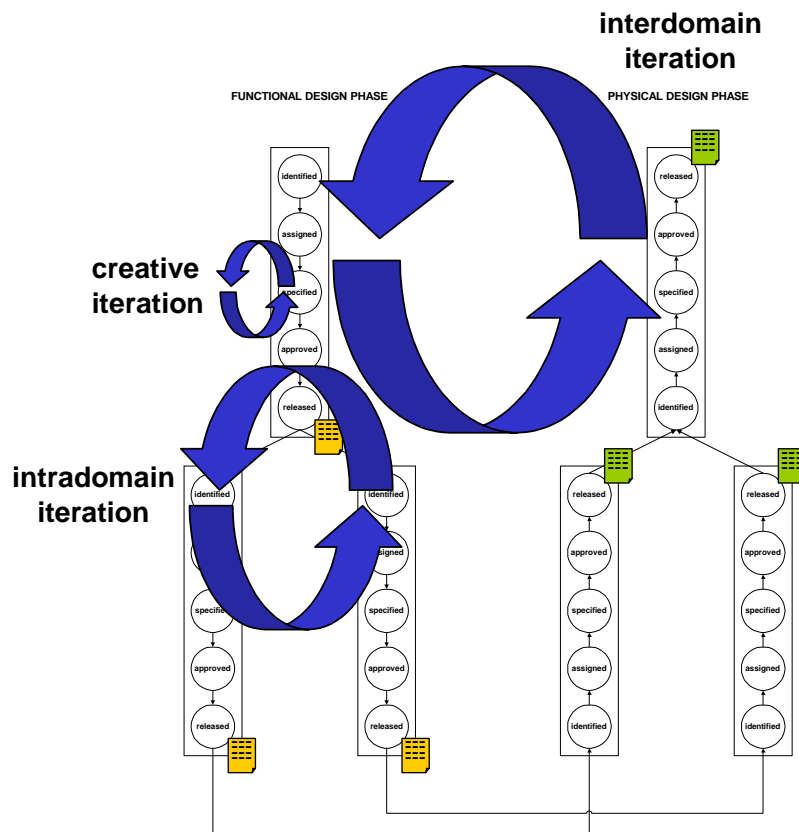 interdomain
iteration
FUNCTIONAL DESIGN PHASE
PHYSICAL DESIGN PHASE
identified
assigned
specified
approved
released
creative
iteration
released
approved
specified
assigned
identified
intradomain
iteration
identified
specified
approved
released
identified
assigned
specified
approved
released
released
approved
specified
assigned
identified
released
approved
specified
assigned
identified